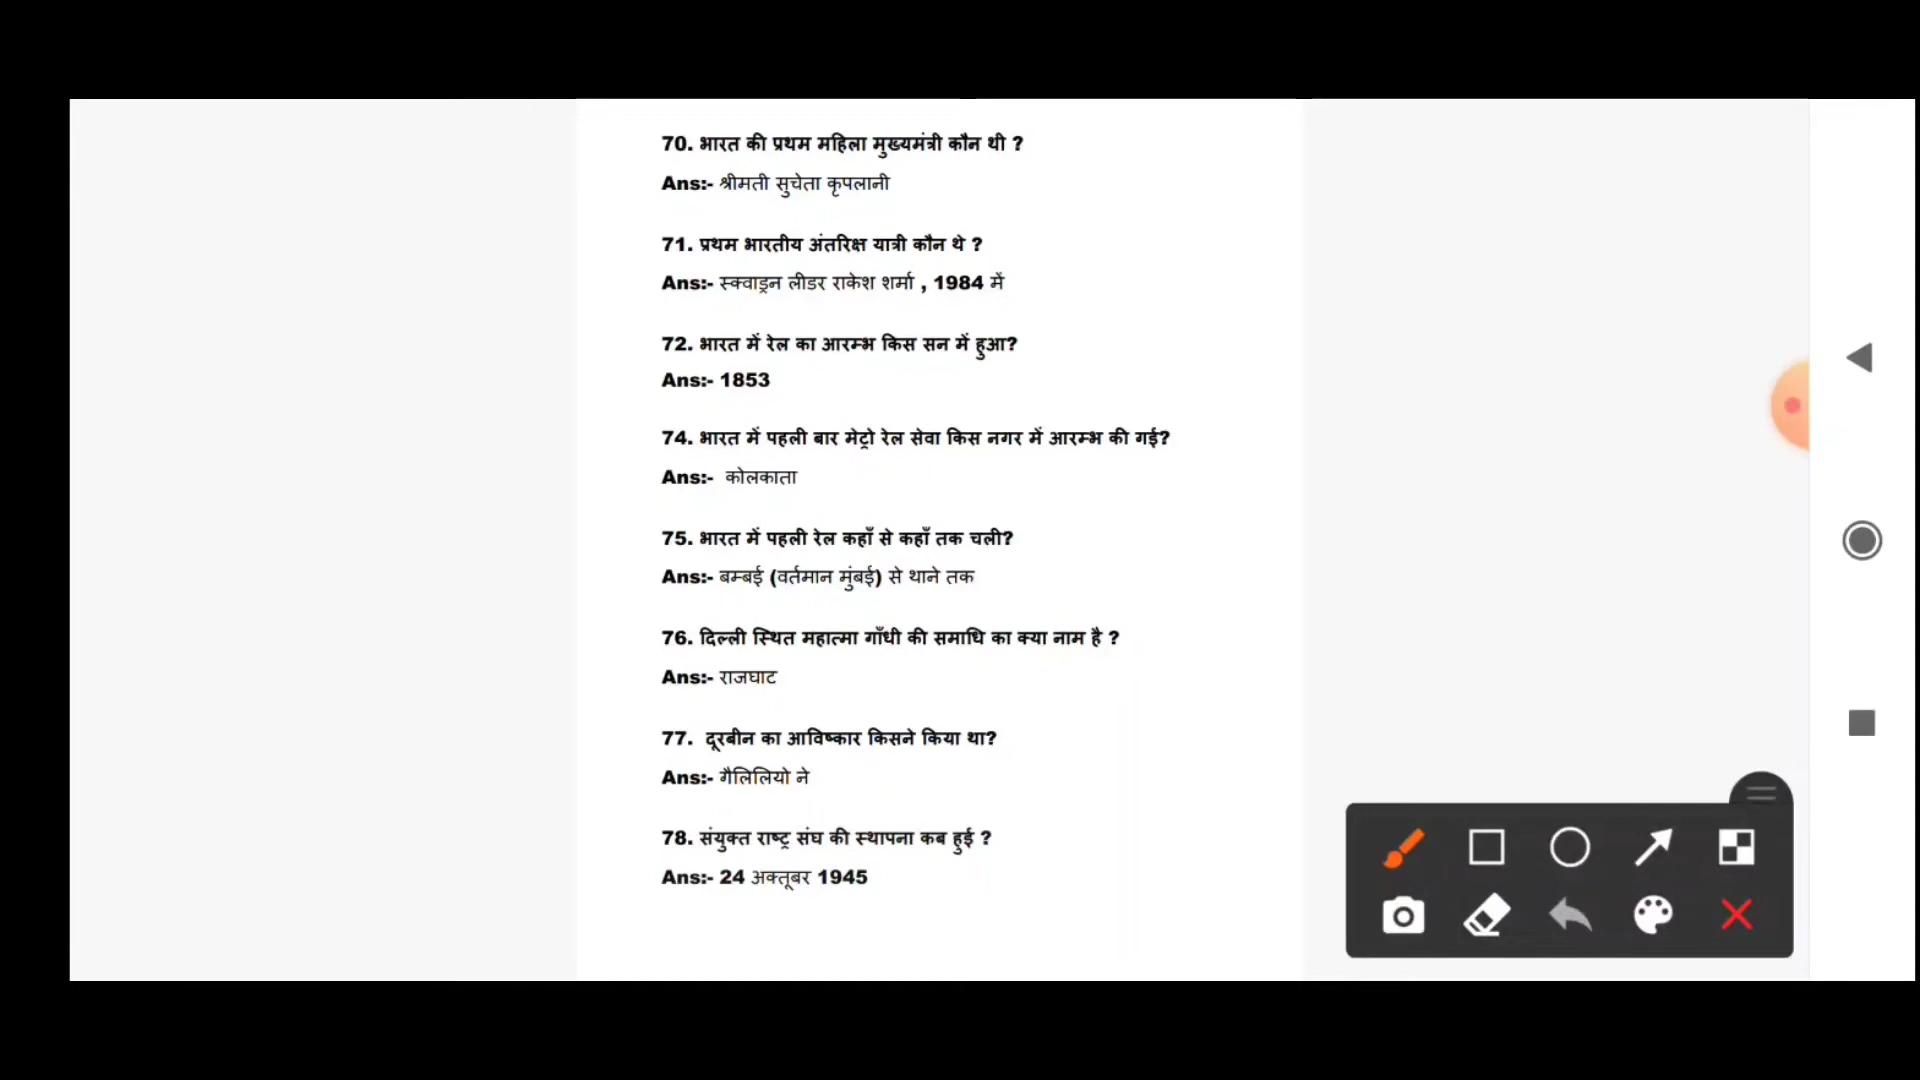 70. भारत की प्रथम महिला मुख्यमंत्री कौन थी ?
Ans:- श्रीमती सुचेता कृपलानी
71. प्रथम भारतीय अंतरिक्ष यात्री कौन थे ?
Ans:- स्क्वाड्रन लीडर राकेश शर्मा , 1984 में
72. भारत में रेल का आरम्भ किस सन में हुआ?
Ans:- 1853
74. भारत में पहली बार मेट्रो रेल सेवा किस नगर में आरम्भ की गई?
Ans:- कोलकाता
75. भारत में पहली रेल कहाँ से कहाँ तक चली?
Ans:- बम्बई (वर्तमान मुंबई) से थाने तक
76. दिल्ली स्थित महात्मा गाँधी की समाधि का क्या नाम है ?
Ans:- राजघाट
77. दूरबीन का आविष्कार किसने किया था?
Ans:- गैलिलियो ने
78. संयुक्त राष्ट्र संघ की स्थापना कब हुई ?
Ans:- 24 अक्तूबर 1945